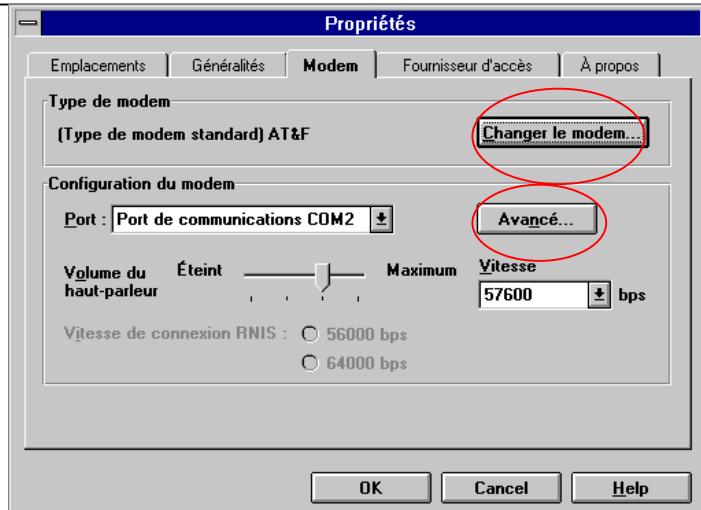 Propriétés
Emplacements Généralités Modem Fournisseur d'accès À propos
Type de modem
(Type de modem standard) AT&F Changer le modem...
Configuration du modem
Port : Port de communications COM2 Avancé...
Volume du haut-parleur Éteint Maximum Vitesse
57600 bps
Vitesse de connexion RNIS : 56000 bps
64000 bps
OK Cancel Help